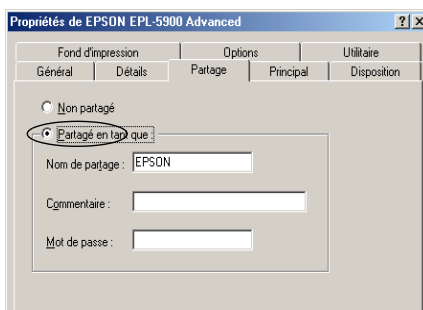 Propriétés de EPSON EPL-5900 Advanced
Fond d'impression Options Utilitaire
Général Détails Partage Principal Disposition
Non partagé
Partagé en tant que :
Nom de partage : EPSON
Commentaire :
Mot de passe :